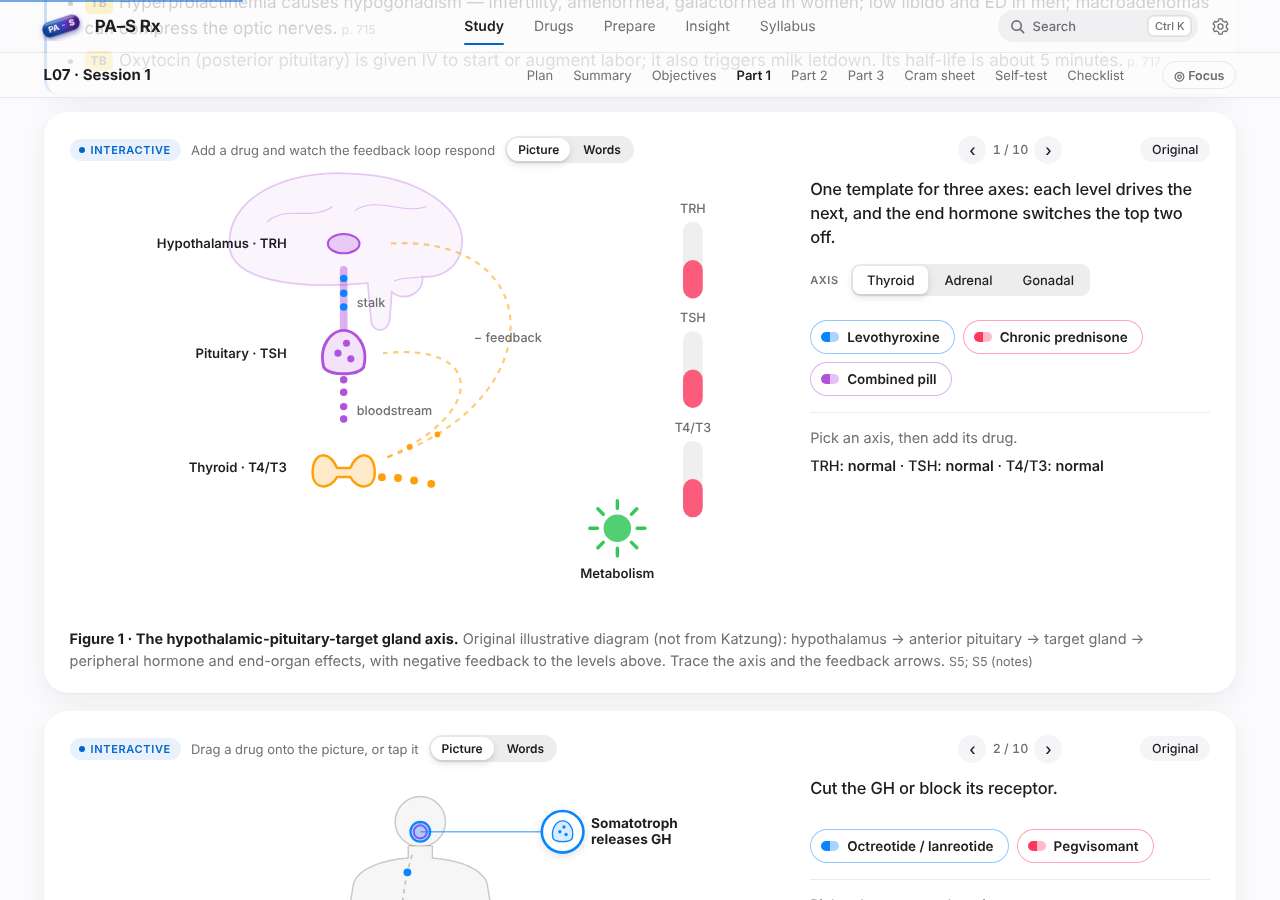 TB Hyperprolactinemia causes hypogonadism — infertility, amenorrhea, galactorrhea in women; low libido and ED in men; macroadenomas
compress the optic nerves. p. 715
PA - S
PA–S Rx
Study
Drugs
Prepare
Insight
Syllabus
Search
Ctrl K
TB Oxytocin (posterior pituitary) is given IV to start or augment labor; it also triggers milk letdown. Its half-life is about 5 minutes. p. 717
L07 · Session 1
Plan
Summary
Objectives
Part 1
Part 2
Part 3
Cram sheet
Self-test
Checklist
◎ Focus
INTERACTIVE
Add a drug and watch the feedback loop respond
Picture
Words
‹ 1 / 10 ›
Original
Hypothalamus · TRH
stalk
– feedback
Pituitary · TSH
bloodstream
Thyroid · T4/T3
TRH
TSH
T4/T3
Metabolism
One template for three axes: each level drives the
next, and the end hormone switches the top two
off.
AXIS
Thyroid
Adrenal
Gonadal
Levothyroxine
Chronic prednisone
Combined pill
Pick an axis, then add its drug.
TRH: normal · TSH: normal · T4/T3: normal
Figure 1 · The hypothalamic-pituitary-target gland axis. Original illustrative diagram (not from Katzung): hypothalamus → anterior pituitary → target gland →
peripheral hormone and end-organ effects, with negative feedback to the levels above. Trace the axis and the feedback arrows. S5; S5 (notes)
INTERACTIVE
Drag a drug onto the picture, or tap it
Picture
Words
‹ 2 / 10 ›
Original
Somatotroph
releases GH
Cut the GH or block its receptor.
Octreotide / lanreotide
Pegvisomant